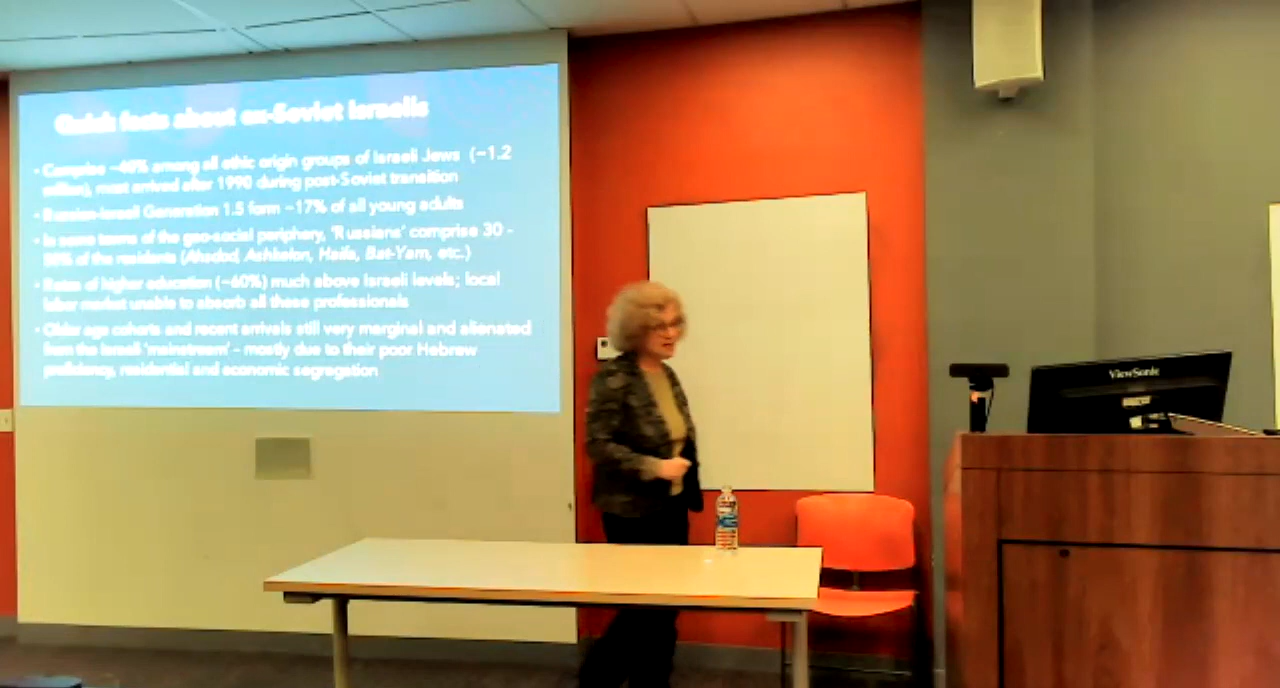 Quick facts about ex-Soviet Israelis
• Comprise ~40% among all ethic origin groups of Israeli Jews (~1.2
million), most arrived after 1990 during post-Soviet transition
• Russian-Israeli Generation 1.5 form ~17% of all young adults
• In some towns of the geo-social periphery, 'Russians' comprise 30 -
of the residents (Ahsdod, Ashkelon, Haifa, Bat-Yam, etc.)
• Rates of higher education (~60%) much above Israeli levels; local
labor market unable to absorb all these professionals
• Older age cohorts and recent arrivals still very marginal and alienated
from the Israeli 'mainstream' - mostly due to their poor Hebrew
proficiency, residential and economic segregation
ViewSonic